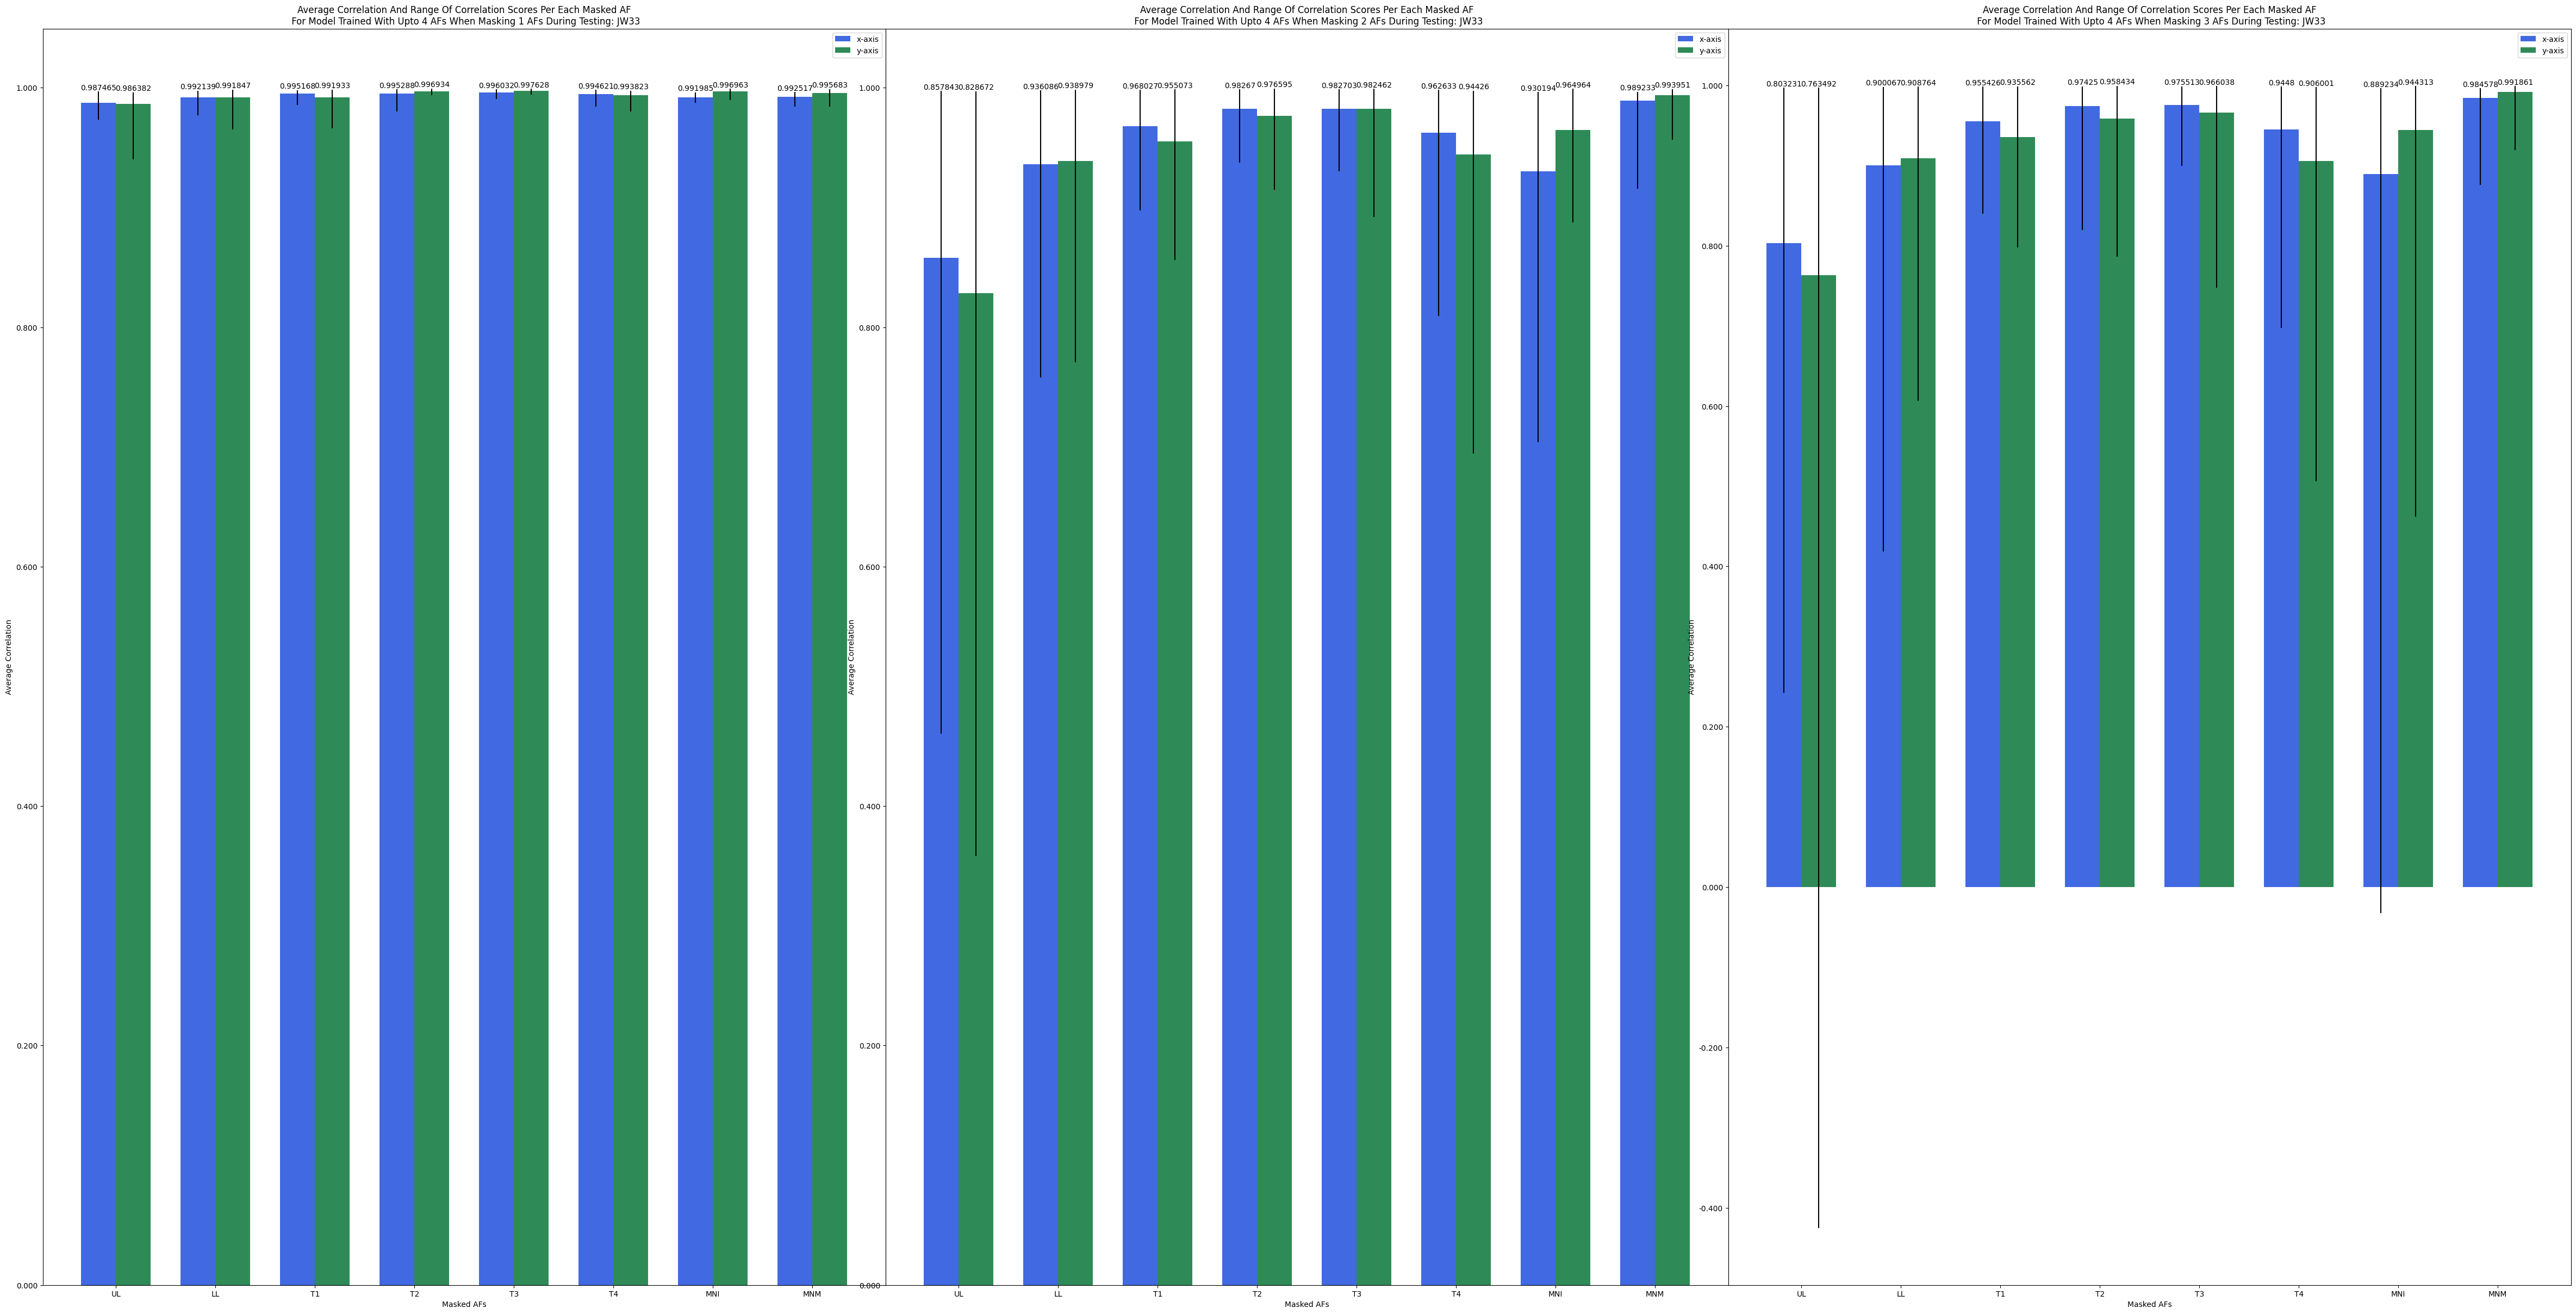 Average Correlation And Range Of Correlation Scores Per Each Masked AF
For Model Trained With Upto 4 AFs When Masking 1 AFs During Testing: JW33
x-axis
y-axis
0.987465 0.986382 0.992139 0.991847 0.995168 0.991933 0.995288 0.996934 0.996032 0.997628 0.994621 0.993823 0.991985 0.996963 0.992517 0.995683
1.000
0.800
0.600
0.400
0.200
0.000
Average Correlation
UL LL T1 T2 T3 T4 MNI MNM
Masked AFs
Average Correlation And Range Of Correlation Scores Per Each Masked AF
For Model Trained With Upto 4 AFs When Masking 2 AFs During Testing: JW33
x-axis
y-axis
0.857843 0.828672 0.936086 0.938979 0.968027 0.955073 0.98267 0.976595 0.982703 0.982462 0.962633 0.94426 0.930194 0.964964 0.989233 0.993951
1.000
0.800
0.600
0.400
0.200
0.000
Average Correlation
UL LL T1 T2 T3 T4 MNI MNM
Masked AFs
Average Correlation And Range Of Correlation Scores Per Each Masked AF
For Model Trained With Upto 4 AFs When Masking 3 AFs During Testing: JW33
x-axis
y-axis
0.803231 0.763492 0.900067 0.908764 0.955426 0.935562 0.97425 0.958434 0.975513 0.966038 0.9448 0.906001 0.889234 0.944313 0.984578 0.991861
1.000
0.800
0.600
0.400
0.200
0.000
-0.200
-0.400
Average Correlation
UL LL T1 T2 T3 T4 MNI MNM
Masked AFs